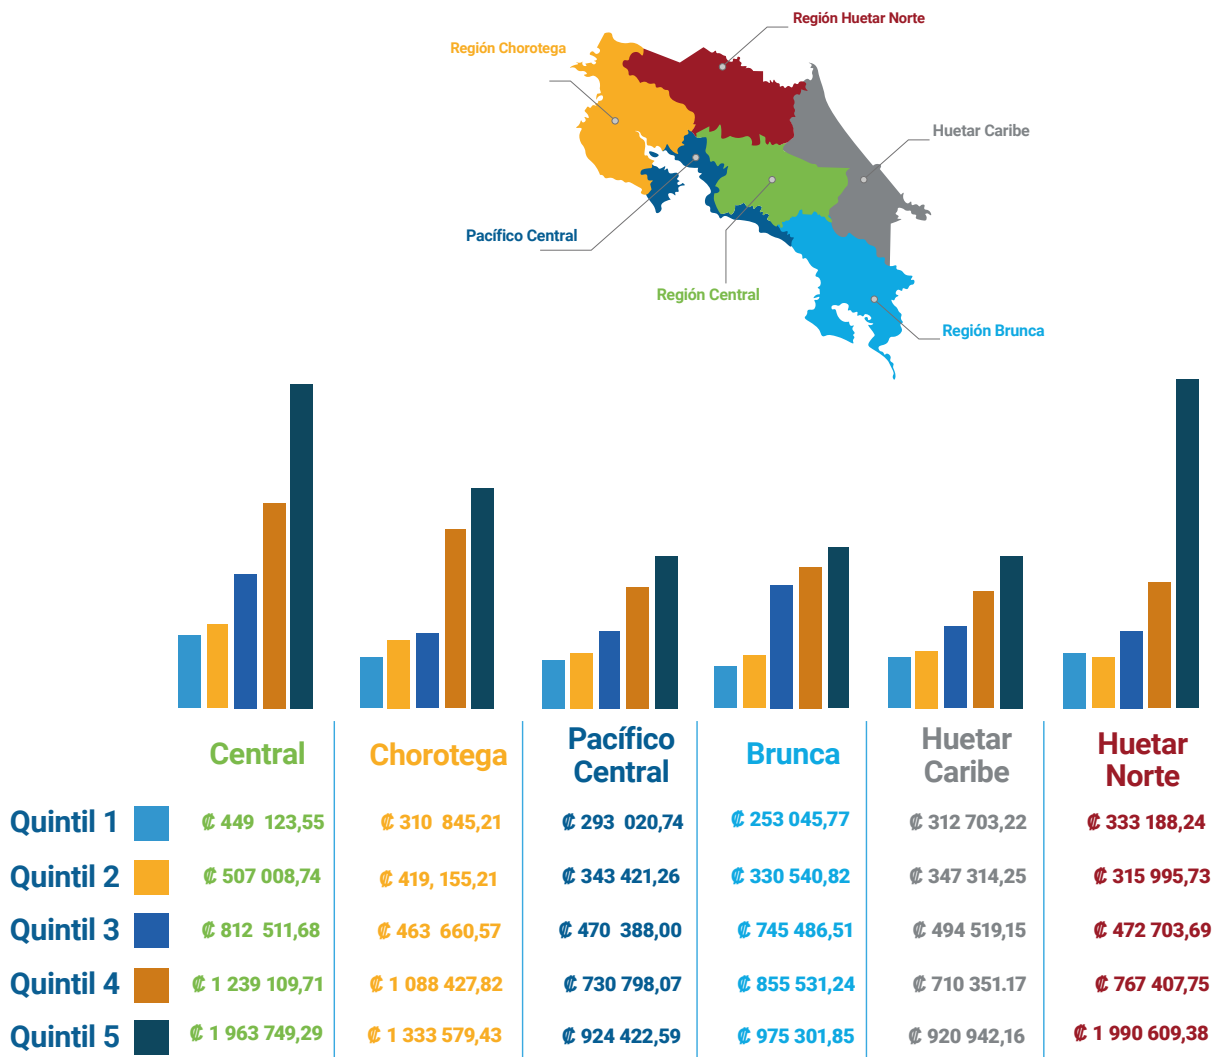 Región Huetar Norte
Región Chorotega
Huetar Caribe
Pacífico Central
Región Central
Región Brunca
Central
Chorotega
Pacífico
Central
Brunca
Huetar
Caribe
Huetar
Norte
Quintil 1 ₡ 449 123,55 ₡ 310 845,21 ₡ 293 020,74 ₡ 253 045,77 ₡ 312 703,22 ₡ 333 188,24
Quintil 2 ₡ 507 008,74 ₡ 419, 155,21 ₡ 343 421,26 ₡ 330 540,82 ₡ 347 314,25 ₡ 315 995,73
Quintil 3 ₡ 812 511,68 ₡ 463 660,57 ₡ 470 388,00 ₡ 745 486,51 ₡ 494 519,15 ₡ 472 703,69
Quintil 4 ₡ 1 239 109,71 ₡ 1 088 427,82 ₡ 730 798,07 ₡ 855 531,24 ₡ 710 351.17 ₡ 767 407,75
Quintil 5 ₡ 1 963 749,29 ₡ 1 333 579,43 ₡ 924 422,59 ₡ 975 301,85 ₡ 920 942,16 ₡ 1 990 609,38